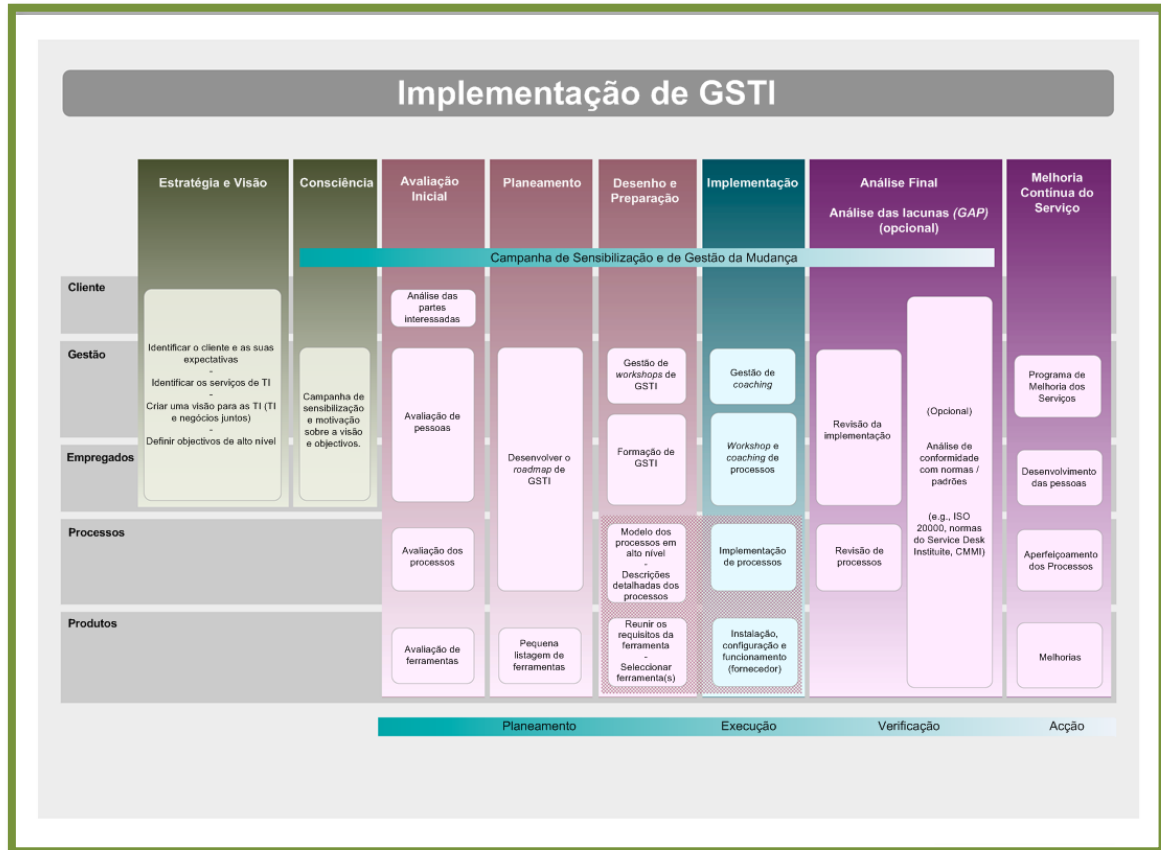 Implementação de GSTI
Estratégia e Visão
Consciência
Avaliação
Inicial
Planeamento
Desenho e
Preparação
Implementação
Análise Final
Análise das lacunas (GAP)
(opcional)
Melhoria
Contínua do
Serviço
Campanha de Sensibilização e de Gestão da Mudança
Cliente
Análise das
partes
interessadas
Gestão
Empregados
Identificar o cliente e as suas
expectativas
-
Identificar os serviços de TI
-
Criar uma visão para as TI (TI
e negócios juntos)
-
Definir objectivos de alto nível
Campanha de
sensibilização
e motivação
sobre a visão
e objectivos.
Avaliação de
pessoas
Desenvolver o
roadmap de
GSTI
Gestão de
workshops de
GSTI
Formação de
GSTI
Gestão de
coaching
Workshop e
coaching de
processos
Revisão da
implementação
(Opcional)
Análise de
conformidade
com normas /
padrões
(e.g., ISO
20000, normas
do Service Desk
Instituite, CMMI)
Programa de
Melhoria dos
Serviços
Desenvolvimento
das pessoas
Processos
Avaliação dos
processos
Modelo dos
processos em
alto nível
-
Descrições
detalhadas dos
processos
Implementação
de processos
Revisão de
processos
Aperfeiçoamento
dos Processos
Produtos
Avaliação de
ferramentas
Pequena
listagem de
ferramentas
Reunir os
requisitos da
ferramenta
-
Seleccionar
ferramenta(s)
Instalação,
configuração e
funcionamento
(fornecedor)
Melhorias
Planeamento
Execução
Verificação
Acção